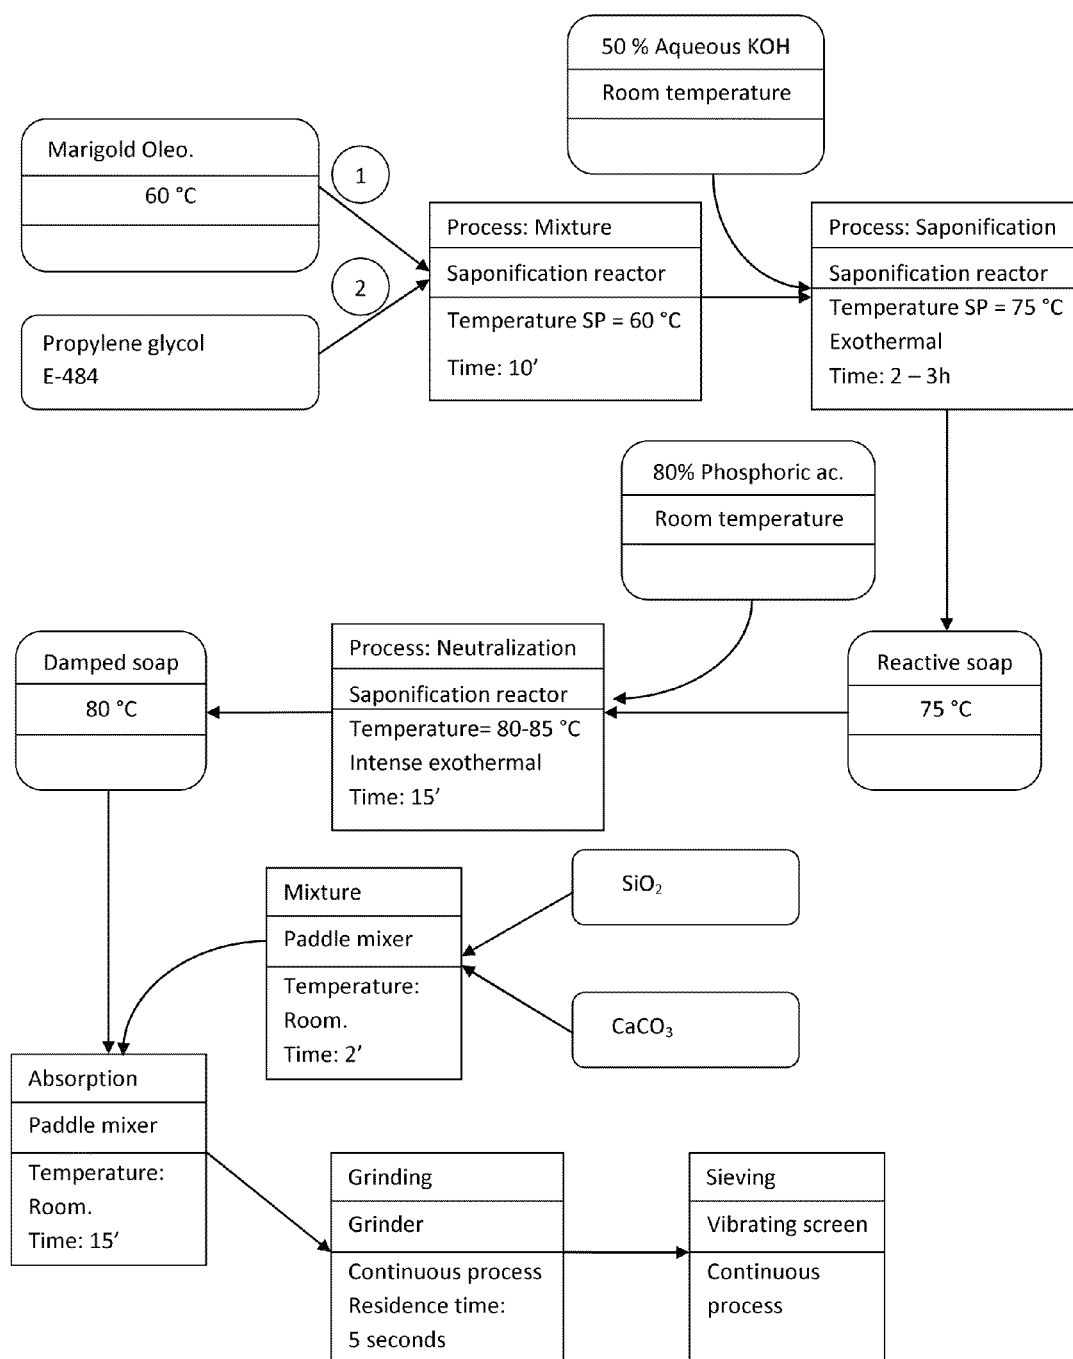 50 % Aqueous KOH
Room temperature
Marigold Oleo.
60 °C
1
2
Propylene glycol
E-484
Process: Mixture
Saponification reactor
Temperature SP = 60 °C
Time: 10’
Process: Saponification
Saponification reactor
Temperature SP = 75 °C
Exothermal
Time: 2 – 3h
80% Phosphoric ac.
Room temperature
Reactive soap
75 °C
Process: Neutralization
Saponification reactor
Temperature= 80-85 °C
Intense exothermal
Time: 15’
Damped soap
80 °C
SiO₂
CaCO₃
Mixture
Paddle mixer
Temperature:
Room.
Time: 2’
Absorption
Paddle mixer
Temperature:
Room.
Time: 15’
Grinding
Grinder
Continuous process
Residence time:
5 seconds
Sieving
Vibrating screen
Continuous
process